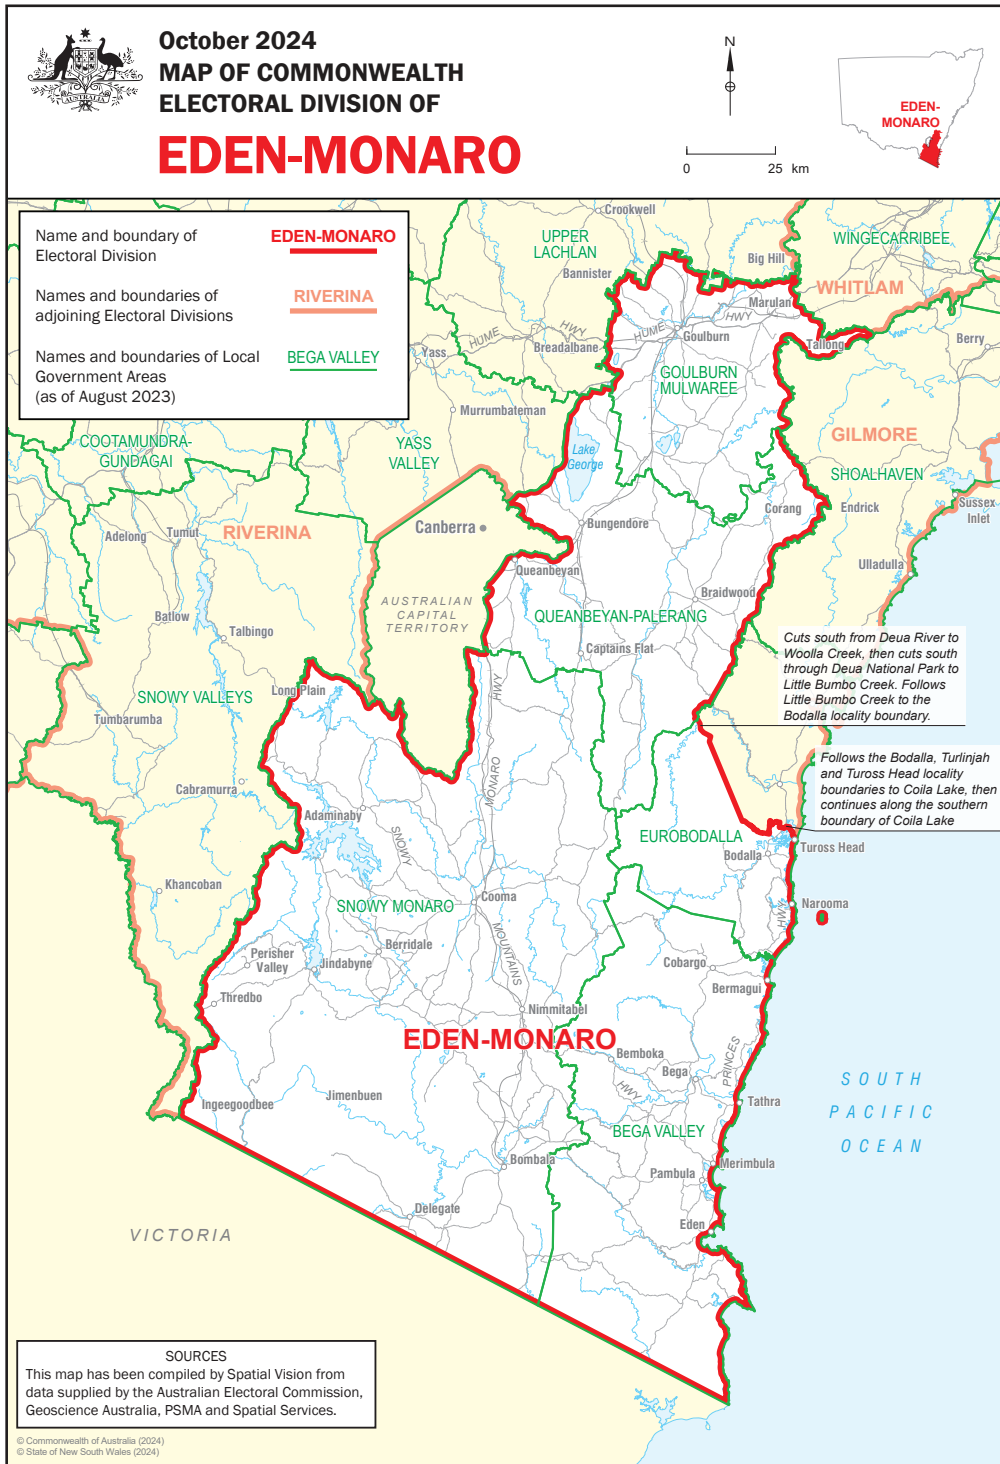 October 2024
MAP OF COMMONWEALTH
ELECTORAL DIVISION OF
EDEN-MONARO
AUSTRALIA
N
0 25 km
EDEN-
MONARO
Name and boundary of
Electoral Division
EDEN-MONARO
Names and boundaries of
adjoining Electoral Divisions
RIVERINA
Names and boundaries of Local
Government Areas
(as of August 2023)
BEGA VALLEY
Crookwell
UPPER
LACHLAN
Bannister
Big Hill
WINGECARRIBEE
WHITLAM
Marulan
HWY
HUME
Goulburn
HUME
HWY
Breadalbane
Yass
Tallong
Berry
GOULBURN
MULWAREE
Murrumbateman
COOTAMUNDRA-
GUNDAGAI
YASS
VALLEY
Lake
George
GILMORE
SHOALHAVEN
Sussex
Inlet
Corang
Endrick
Adelong
Tumut
RIVERINA
Canberra
Bungendore
Ulladulla
Queanbeyan
AUSTRALIAN
CAPITAL
TERRITORY
Braidwood
Batlow
Talbingo
QUEANBEYAN-PALERANG
Captains Flat
Cuts south from Deua River to
Woolla Creek, then cuts south
through Deua National Park to
Little Bumbo Creek. Follows
Little Bumbo Creek to the
Bodalla locality boundary.
SNOWY VALLEYS
Long Plain
HWY
Tumbarumba
Follows the Bodalla, Turlinjah
and Tuross Head locality
boundaries to Coila Lake, then
continues along the southern
boundary of Coila Lake
MONARO
Cabramurra
Adaminaby
SNOWY
EUROBODALLA
Bodalla
Tuross Head
Khancoban
SNOWY MONARO
Cooma
Narooma
HWY
MOUNTAINS
Berridale
Perisher
Valley
Jindabyne
Cobargo
Bermagui
Thredbo
Nimmitabel
EDEN-MONARO
Bemboka
PRINCES
Bega
HWY
Ingeegoodbee
Jimenbuen
Tathra
SOUTH
PACIFIC
OCEAN
BEGA VALLEY
Bombala
Merimbula
Pambula
Delegate
Eden
VICTORIA
SOURCES
This map has been compiled by Spatial Vision from
data supplied by the Australian Electoral Commission,
Geoscience Australia, PSMA and Spatial Services.
© Commonwealth of Australia (2024)
© State of New South Wales (2024)